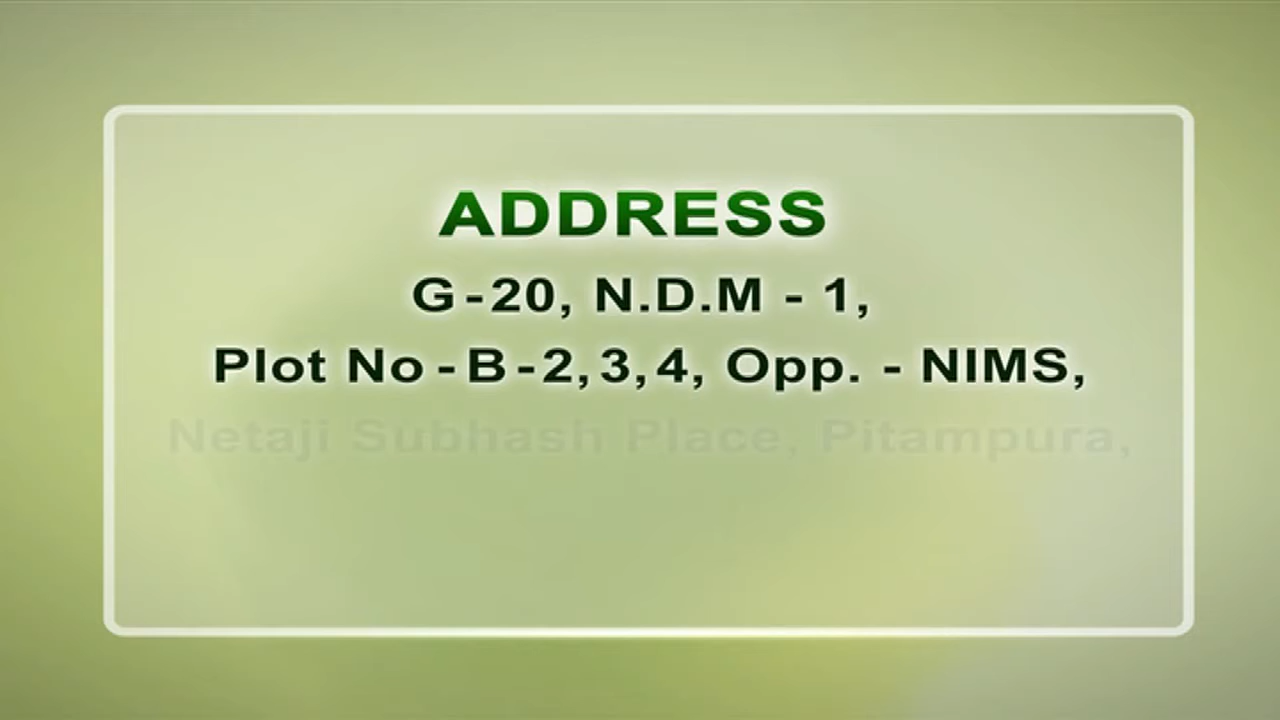 ADDRESS
G-20, N.D.M - 1,
Plot No-B-2,3,4, Opp. - NIMS,
Netaji Subhash Place, Pitampura,